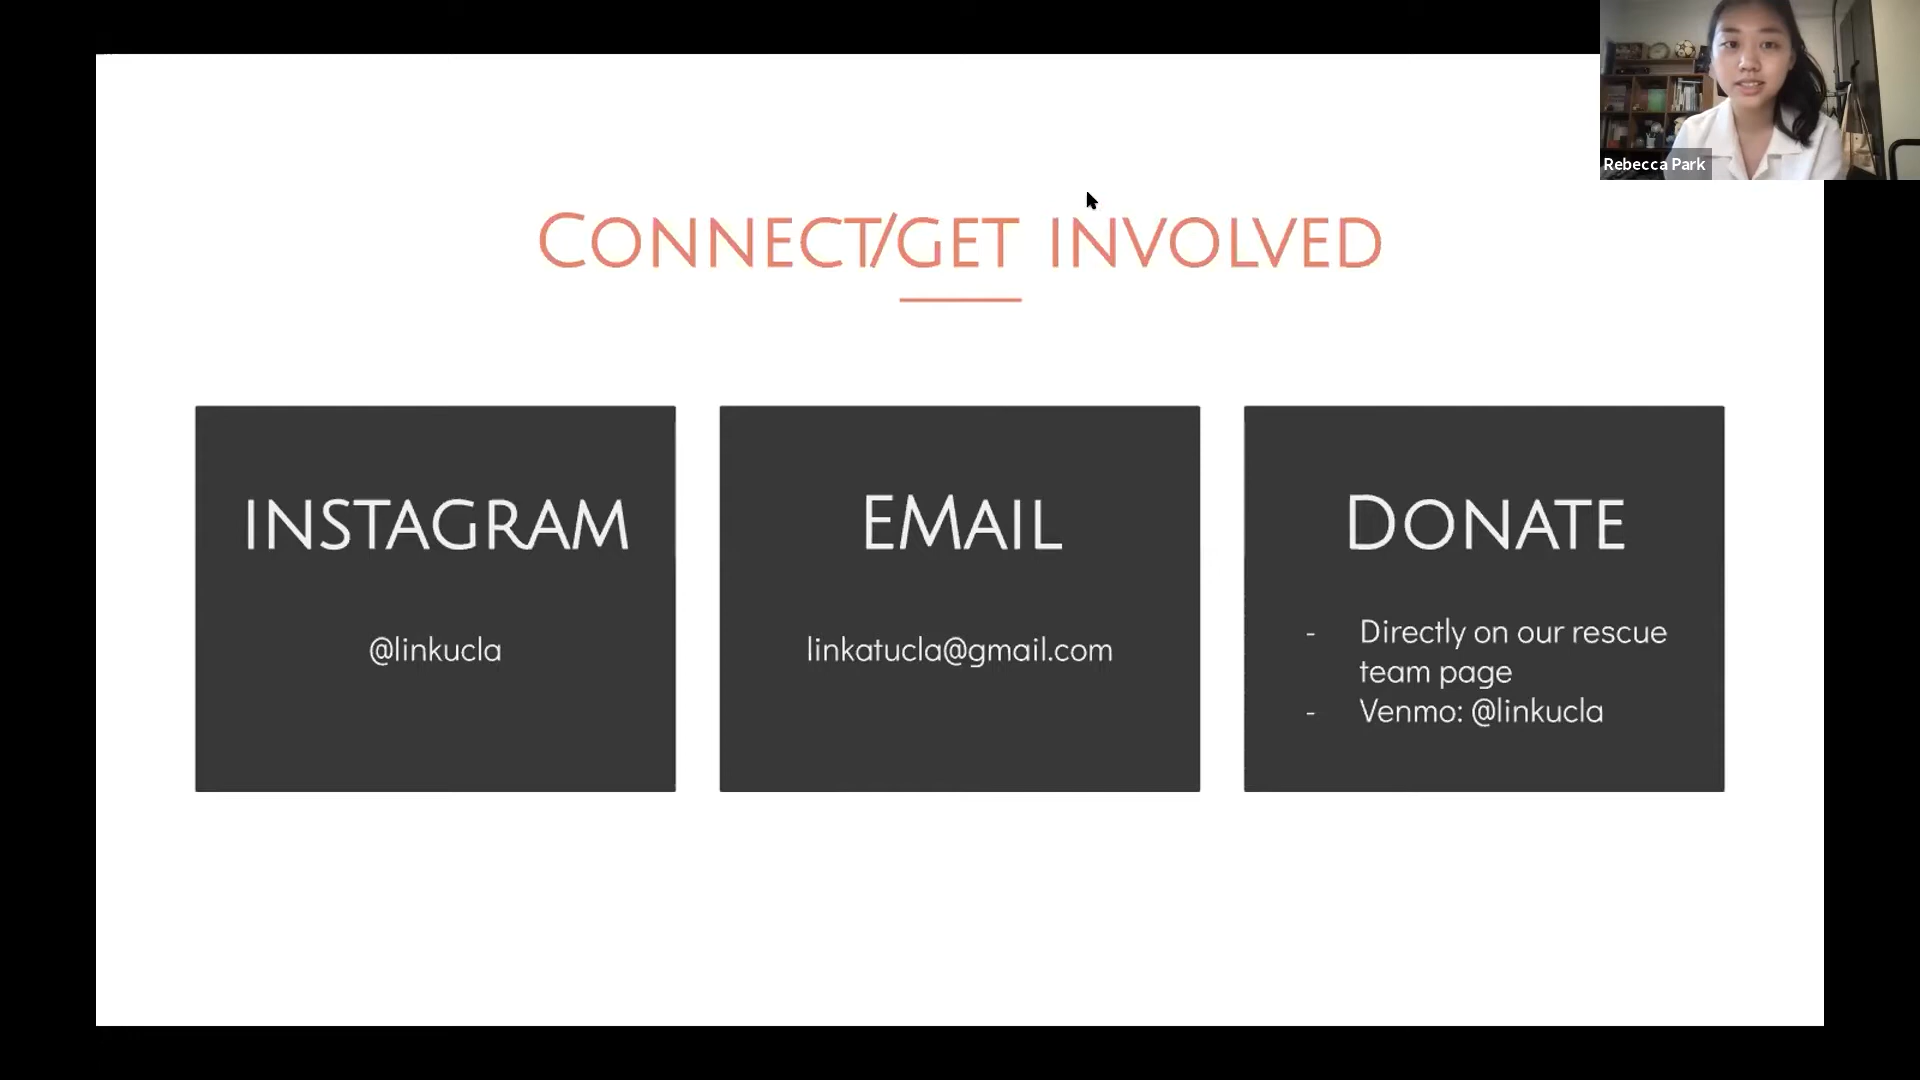 Rebecca Park
Connect/get involved
Instagram
@linkucla
EMail
linkatucla@gmail.com
Donate
- Directly on our rescue
team page
- Venmo: @linkucla